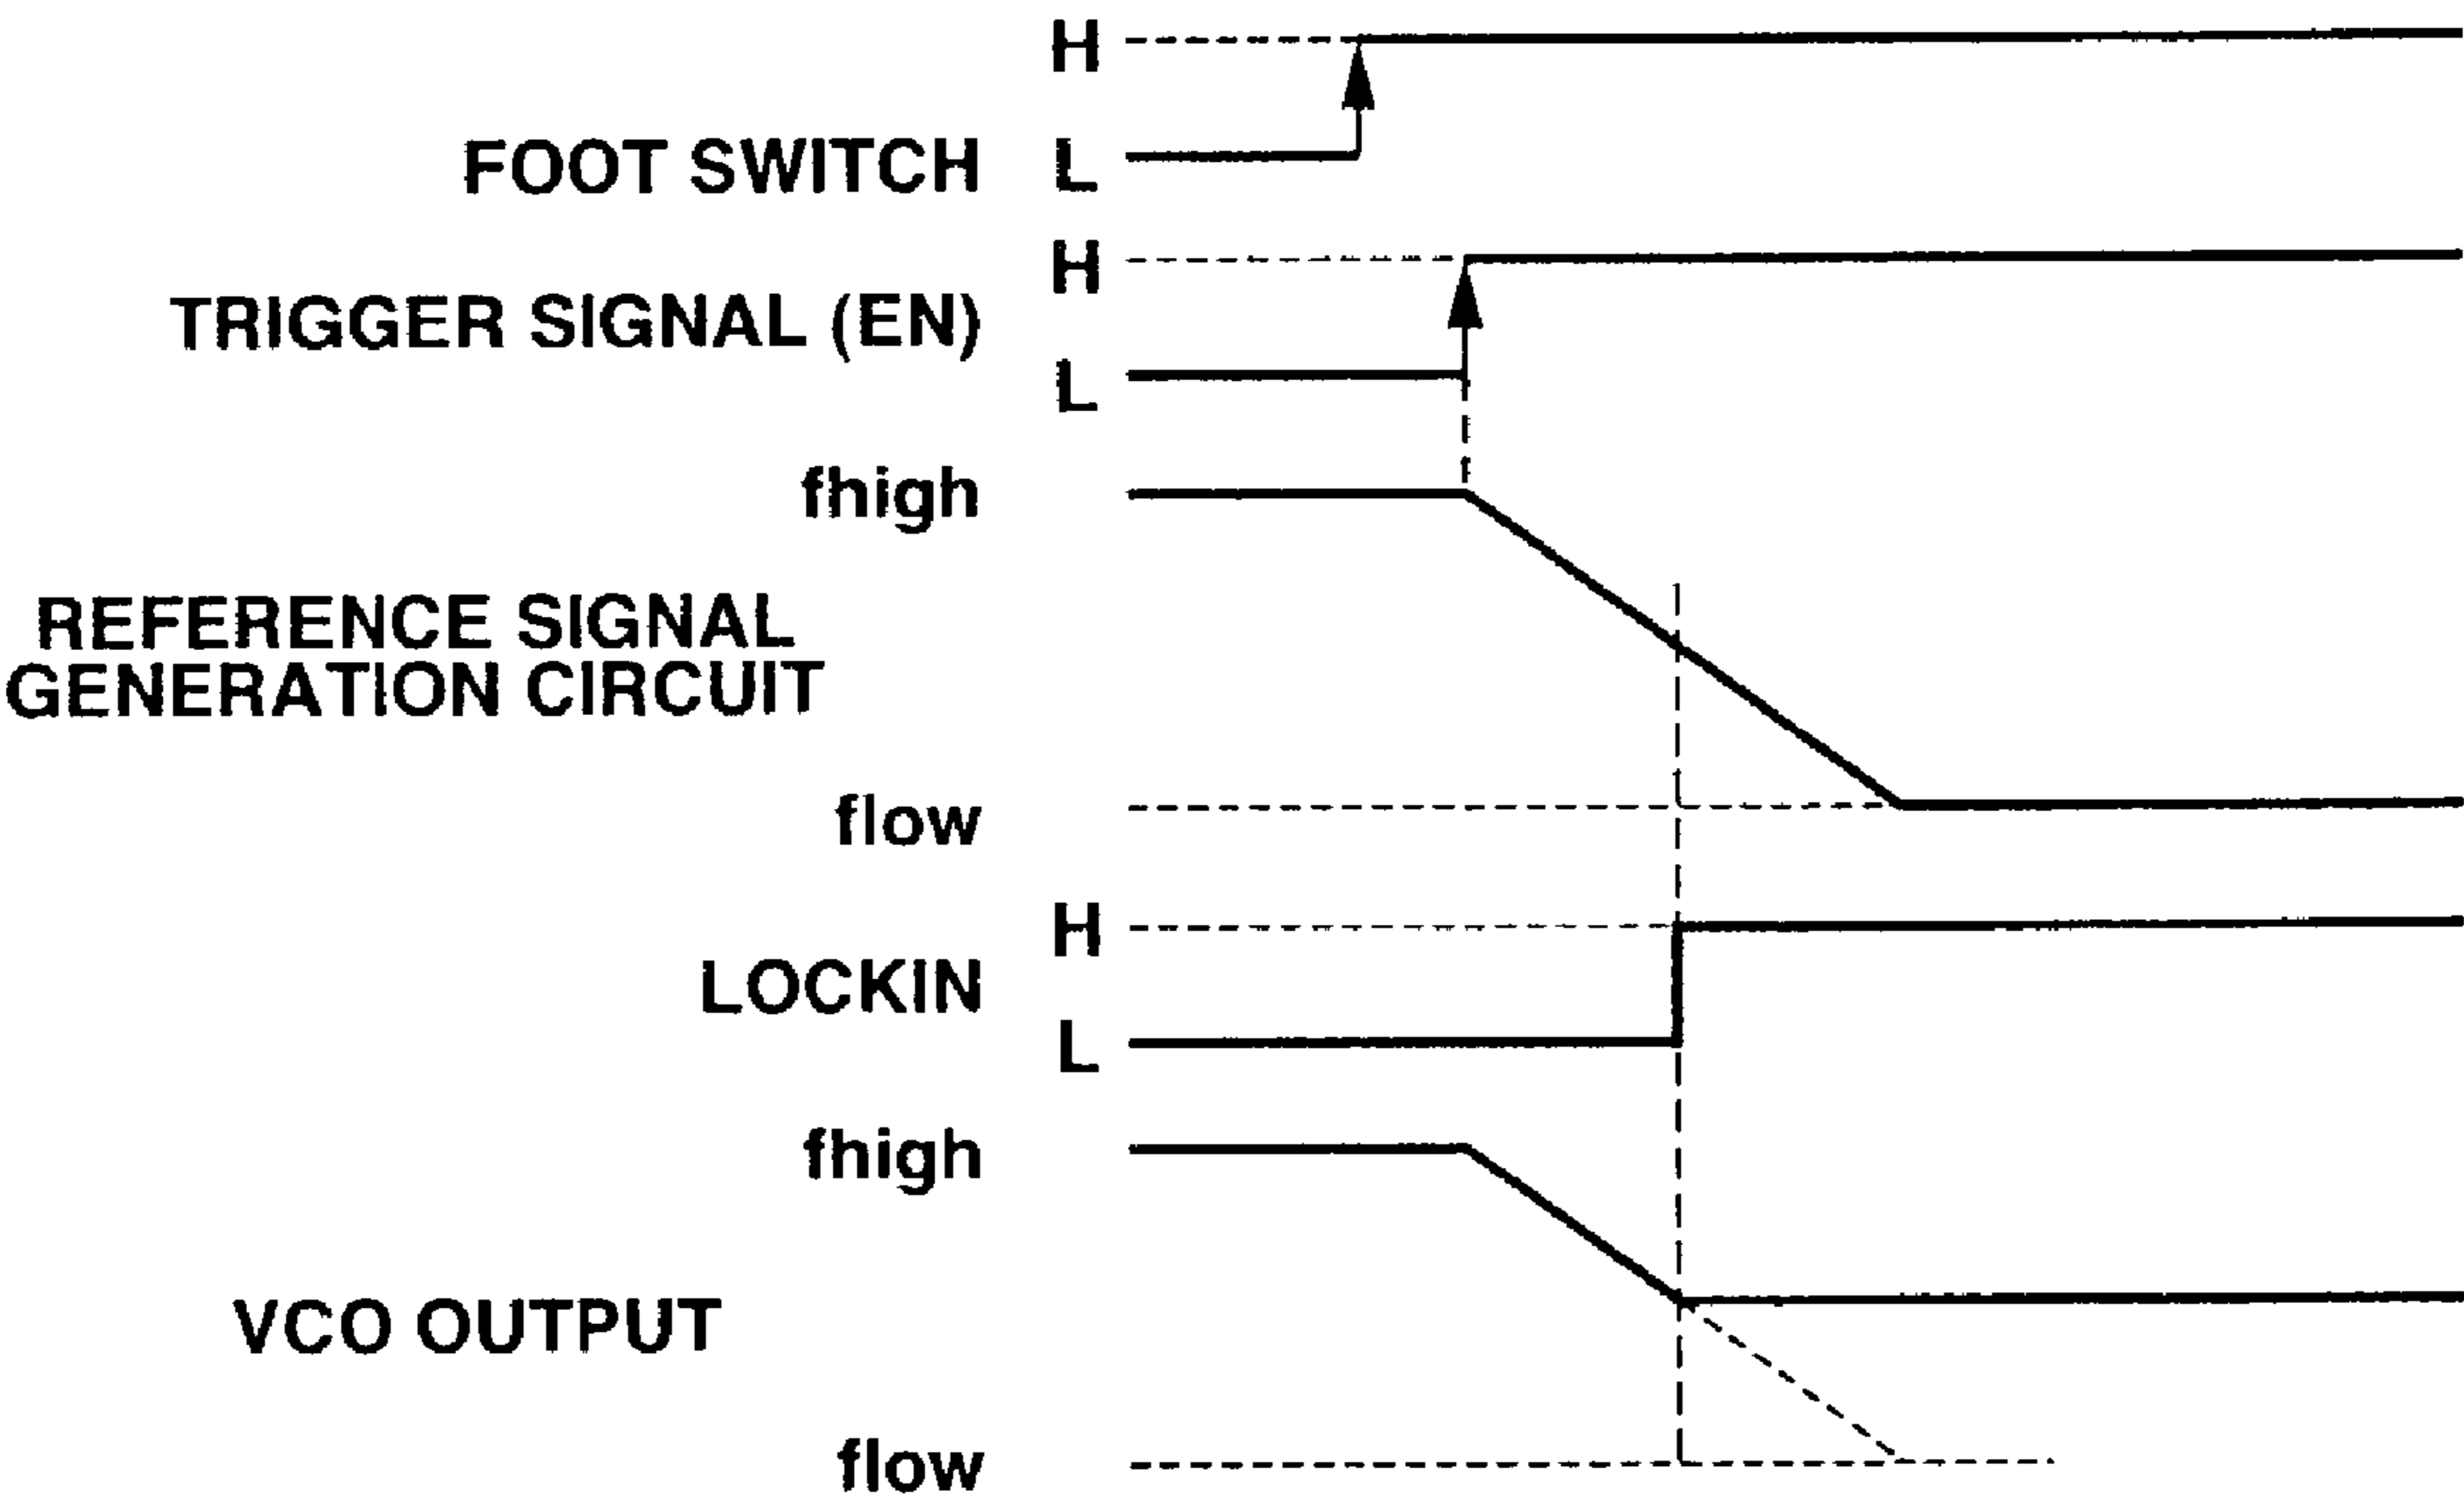 H
FOOT SWITCH L
H
TRIGGER SIGNAL (EN)
L
fhigh
REFERENCE SIGNAL
GENERATION CIRCUIT
flow
H
LOCKIN
L
fhigh
VCO OUTPUT
flow